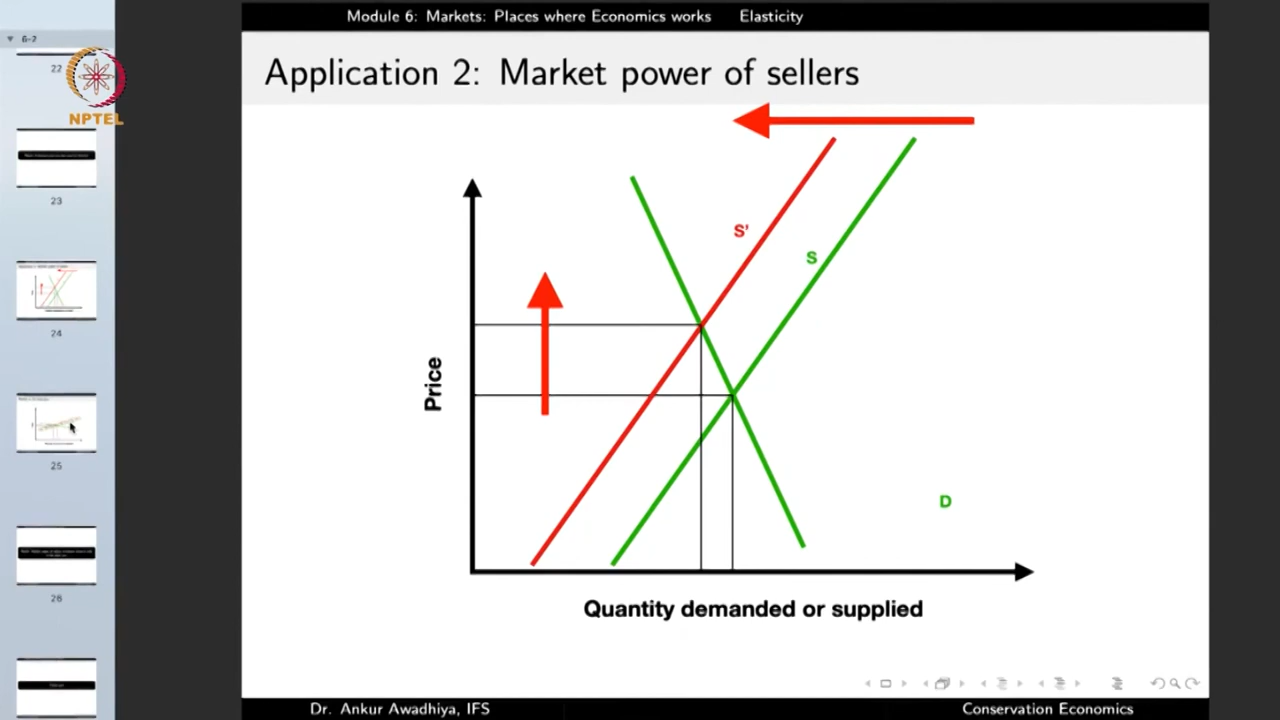 Module 6: Markets: Places where Economics works Elasticity
6-2
22
NPTEL
Application 2: Market power of sellers
23
S'
S
24
Price
25
D
26
Quantity demanded or supplied
Dr. Ankur Awadhiya, IFS Conservation Economics